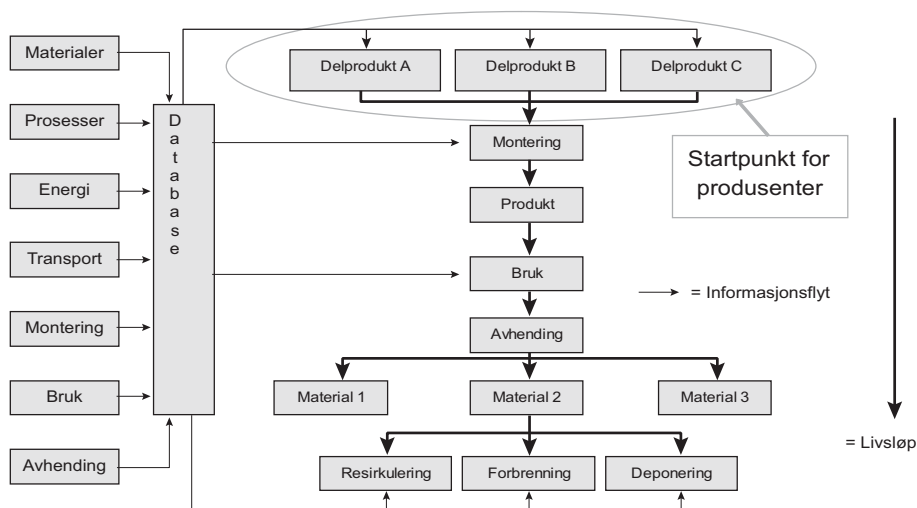 Materialer
Prosesser
Energi
Transport
Montering
Bruk
Avhending
Database
Delprodukt A
Delprodukt B
Delprodukt C
Montering
Produkt
Bruk
Avhending
Material 1
Material 2
Material 3
Resirkulering
Forbrenning
Deponering
Startpunkt for
produsenter
= Informasjonsflyt
= Livsløp